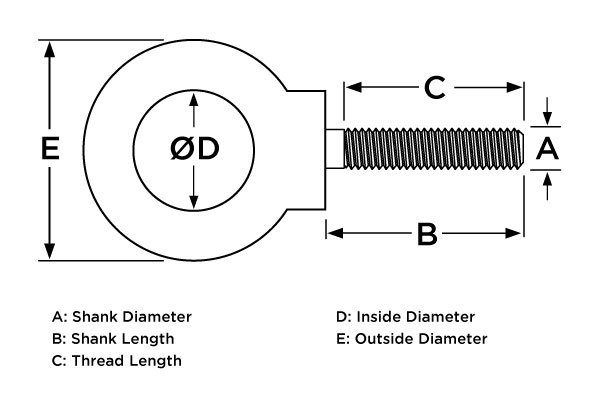 C
E
ØD
A
B
A: Shank Diameter
B: Shank Length
C: Thread Length
D: Inside Diameter
E: Outside Diameter